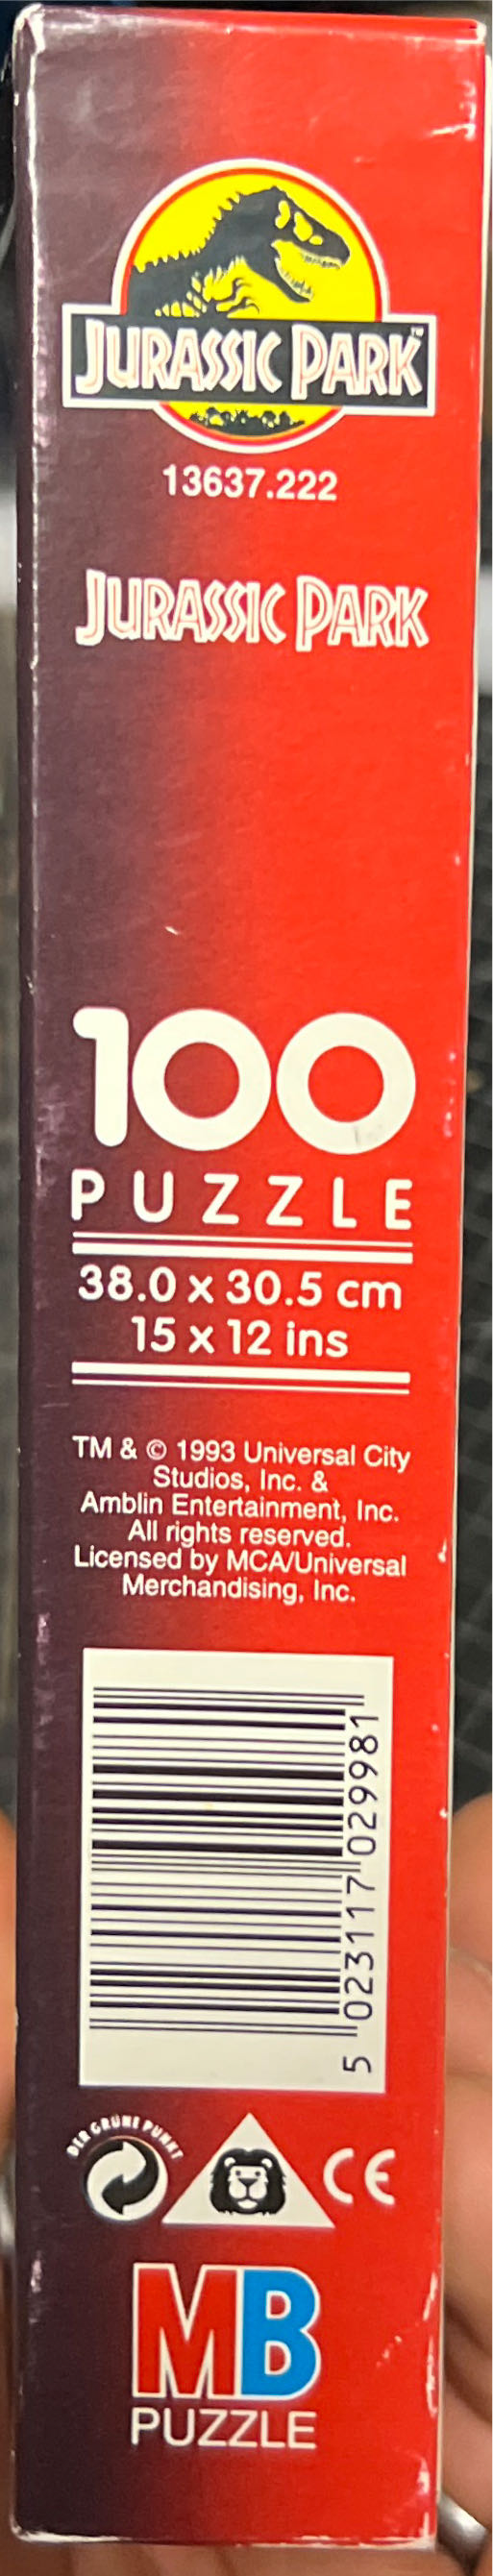 JURASSIC PARK™
13637.222
JURASSIC PARK
100
PUZZLE
38.0 x 30.5 cm
15 x 12 ins
TM & © 1993 Universal City
Studios, Inc. &
Amblin Entertainment, Inc.
All rights reserved.
Licensed by MCA/Universal
Merchandising, Inc.
5 023117 029981
DER GRÜNE PUNKT
CE
MB
PUZZLE